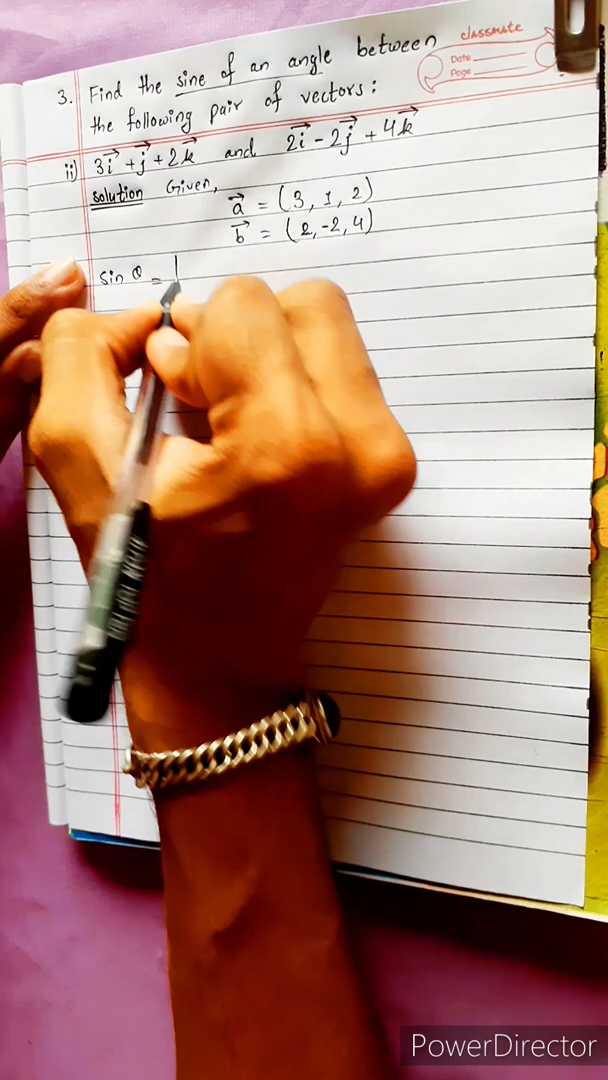 classmate
Date
Page
3. Find the sine of an angle between
the following pair of vectors:
ii) 3i⃗ + j⃗ + 2k⃗ and 2i⃗ - 2j⃗ + 4k⃗
solution Given,
a⃗ = (3, 1, 2)
b⃗ = (2, -2, 4)
sin θ = |
PowerDirector